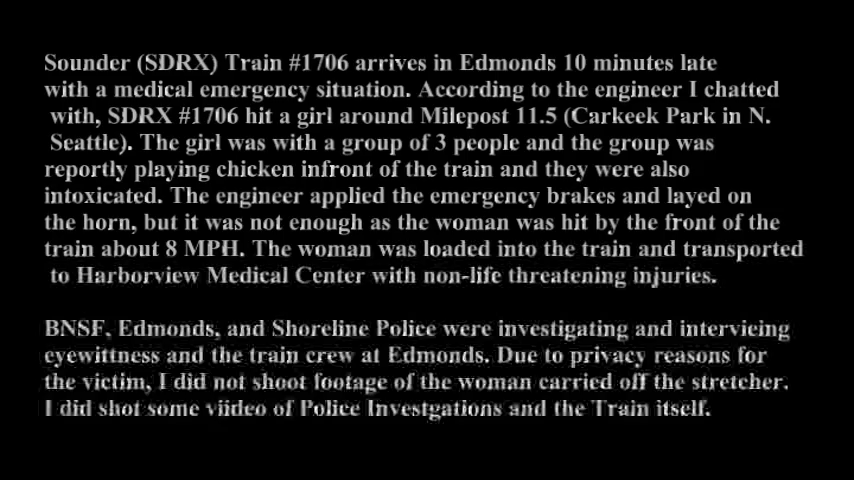 Sounder (SDRX) Train #1706 arrives in Edmonds 10 minutes late
with a medical emergency situation. According to the engineer I chatted
with, SDRX #1706 hit a girl around Milepost 11.5 (Carkeek Park in N.
Seattle). The girl was with a group of 3 people and the group was
reportly playing chicken infront of the train and they were also
intoxicated. The engineer applied the emergency brakes and layed on
the horn, but it was not enough as the woman was hit by the front of the
train about 8 MPH. The woman was loaded into the train and transported
to Harborview Medical Center with non-life threatening injuries.
BNSF, Edmonds, and Shoreline Police were investigating and intervieing
eyewittness and the train crew at Edmonds. Due to privacy reasons for
the victim, I did not shoot footage of the woman carried off the stretcher.
I did shot some viideo of Police Investgations and the Train itself.